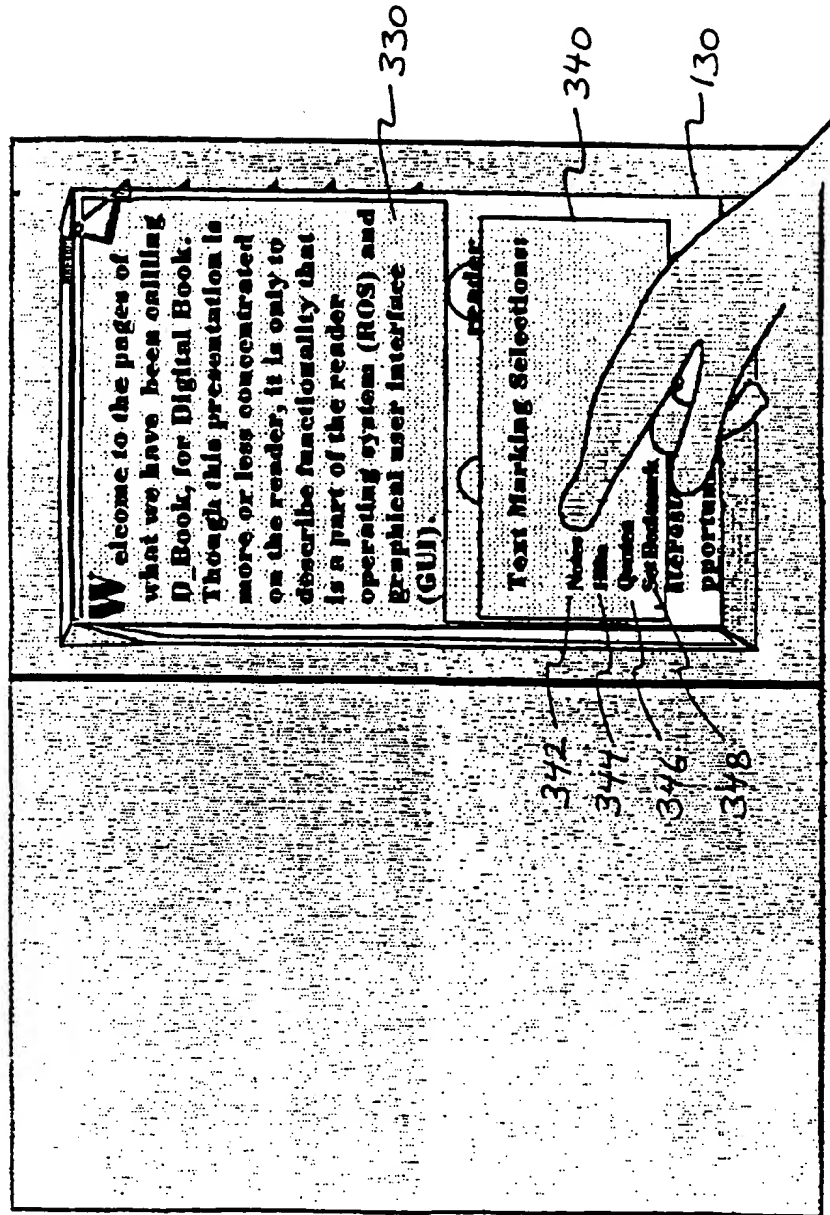 Welcome to the pages of
what we have been calling
D_Book, for Digital Book.
Though this presentation is
more or less concentrated
on the reader, it is only to
describe functionality that
is a part of the reader
operating system (ROS) and
graphical user interface
(GUI).
reader
Text Marking Selections:
Notes
Quotes
Set Bookmark
330
340
130
342
344
346
348